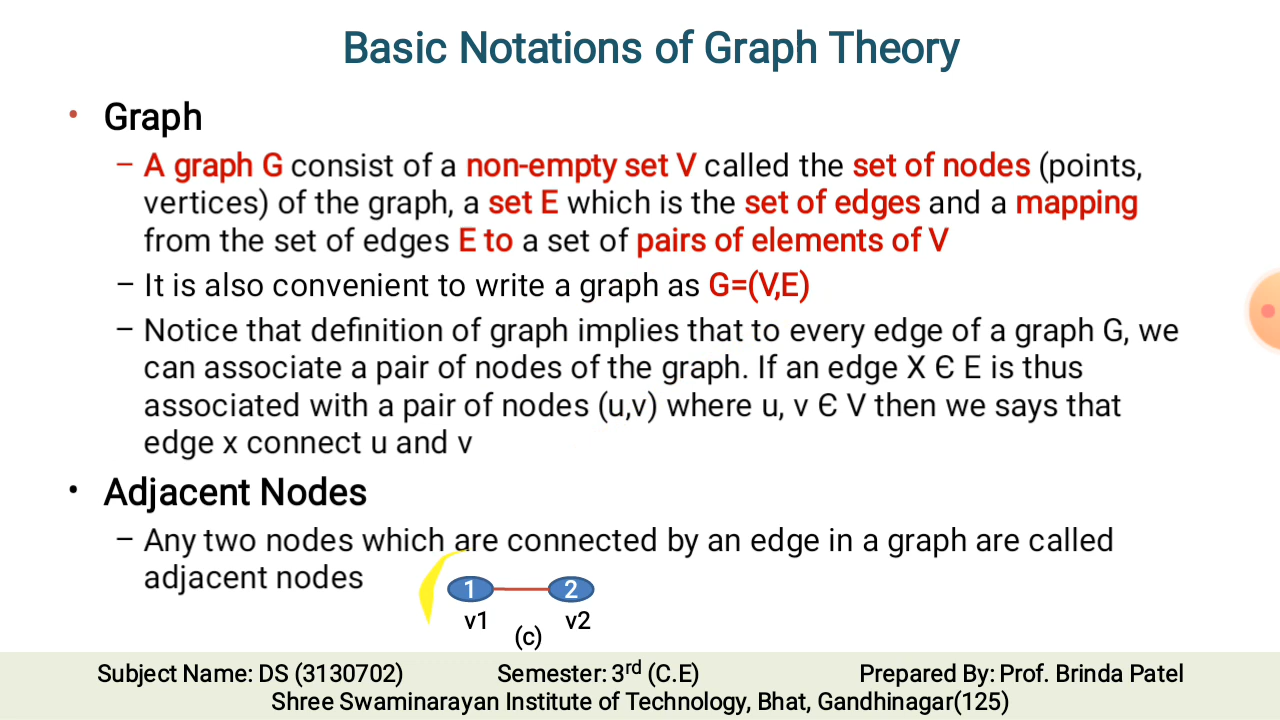 Basic Notations of Graph Theory
• Graph
– A graph G consist of a non-empty set V called the set of nodes (points,
vertices) of the graph, a set E which is the set of edges and a mapping
from the set of edges E to a set of pairs of elements of V
– It is also convenient to write a graph as G=(V,E)
– Notice that definition of graph implies that to every edge of a graph G, we
can associate a pair of nodes of the graph. If an edge X Є E is thus
associated with a pair of nodes (u,v) where u, v Є V then we says that
edge x connect u and v
• Adjacent Nodes
– Any two nodes which are connected by an edge in a graph are called
adjacent nodes
1 2
v1 v2
(c)
Subject Name: DS (3130702) Semester: 3rd (C.E) Prepared By: Prof. Brinda Patel
Shree Swaminarayan Institute of Technology, Bhat, Gandhinagar(125)